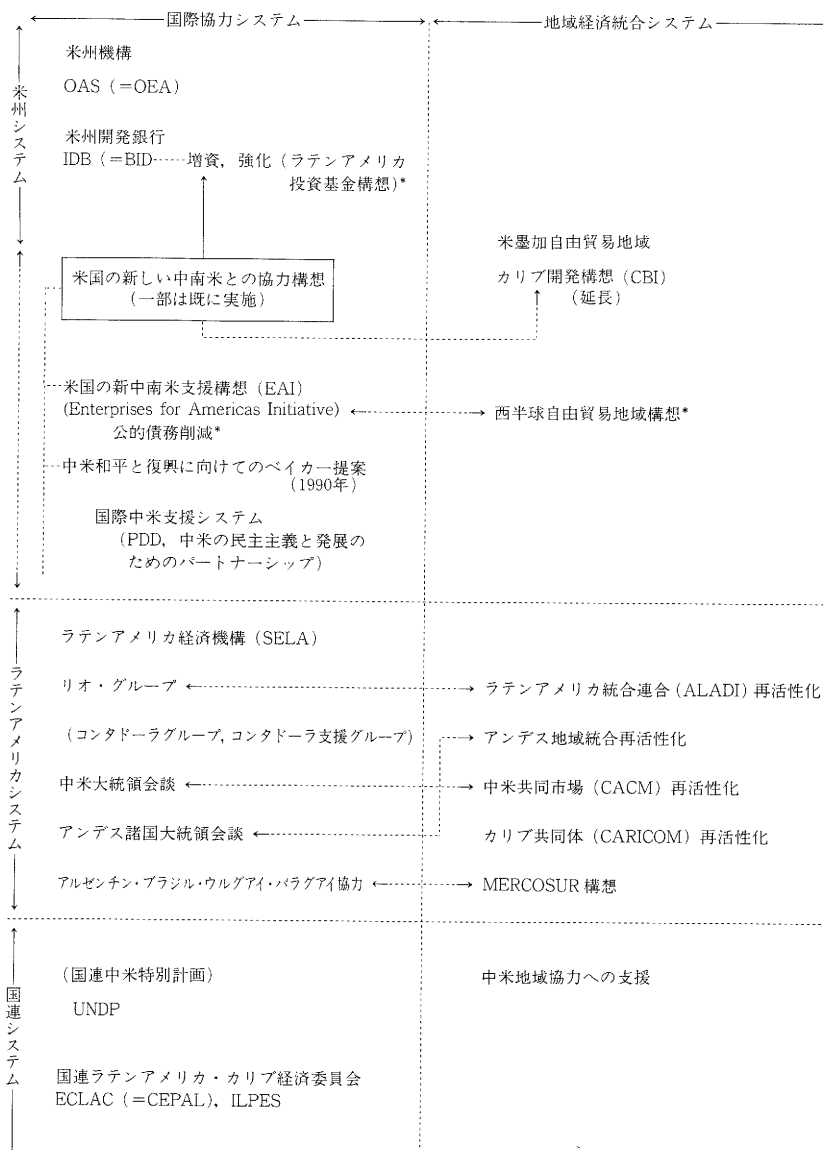 国際協力システム
地域経済統合システム
米州システム
米州機構
OAS (=OEA)
米州開発銀行
IDB (=BID‥‥‥増資，強化（ラテンアメリカ
投資基金構想）*
米墨加自由貿易地域
米国の新しい中南米との協力構想
（一部は既に実施）
カリブ開発構想 (CBI)
（延長）
米国の新中南米支援構想 (EAI)
(Enterprises for Americas Initiative)
公的債務削減*
西半球自由貿易地域構想*
中米和平と復興に向けてのベイカー提案
（1990年）
国際中米支援システム
（PDD，中米の民主主義と発展の
ためのパートナーシップ）
ラテンアメリカシステム
ラテンアメリカ経済機構 (SELA)
リオ・グループ
ラテンアメリカ統合連合 (ALADI) 再活性化
（コンタドーラグループ，コンタドーラ支援グループ）
アンデス地域統合再活性化
中米大統領会談
中米共同市場 (CACM) 再活性化
アンデス諸国大統領会談
カリブ共同体 (CARICOM) 再活性化
アルゼンチン・ブラジル・ウルグアイ・パラグアイ協力
MERCOSUR 構想
国連システム
（国連中米特別計画）
中米地域協力への支援
UNDP
国連ラテンアメリカ・カリブ経済委員会
ECLAC (=CEPAL), ILPES